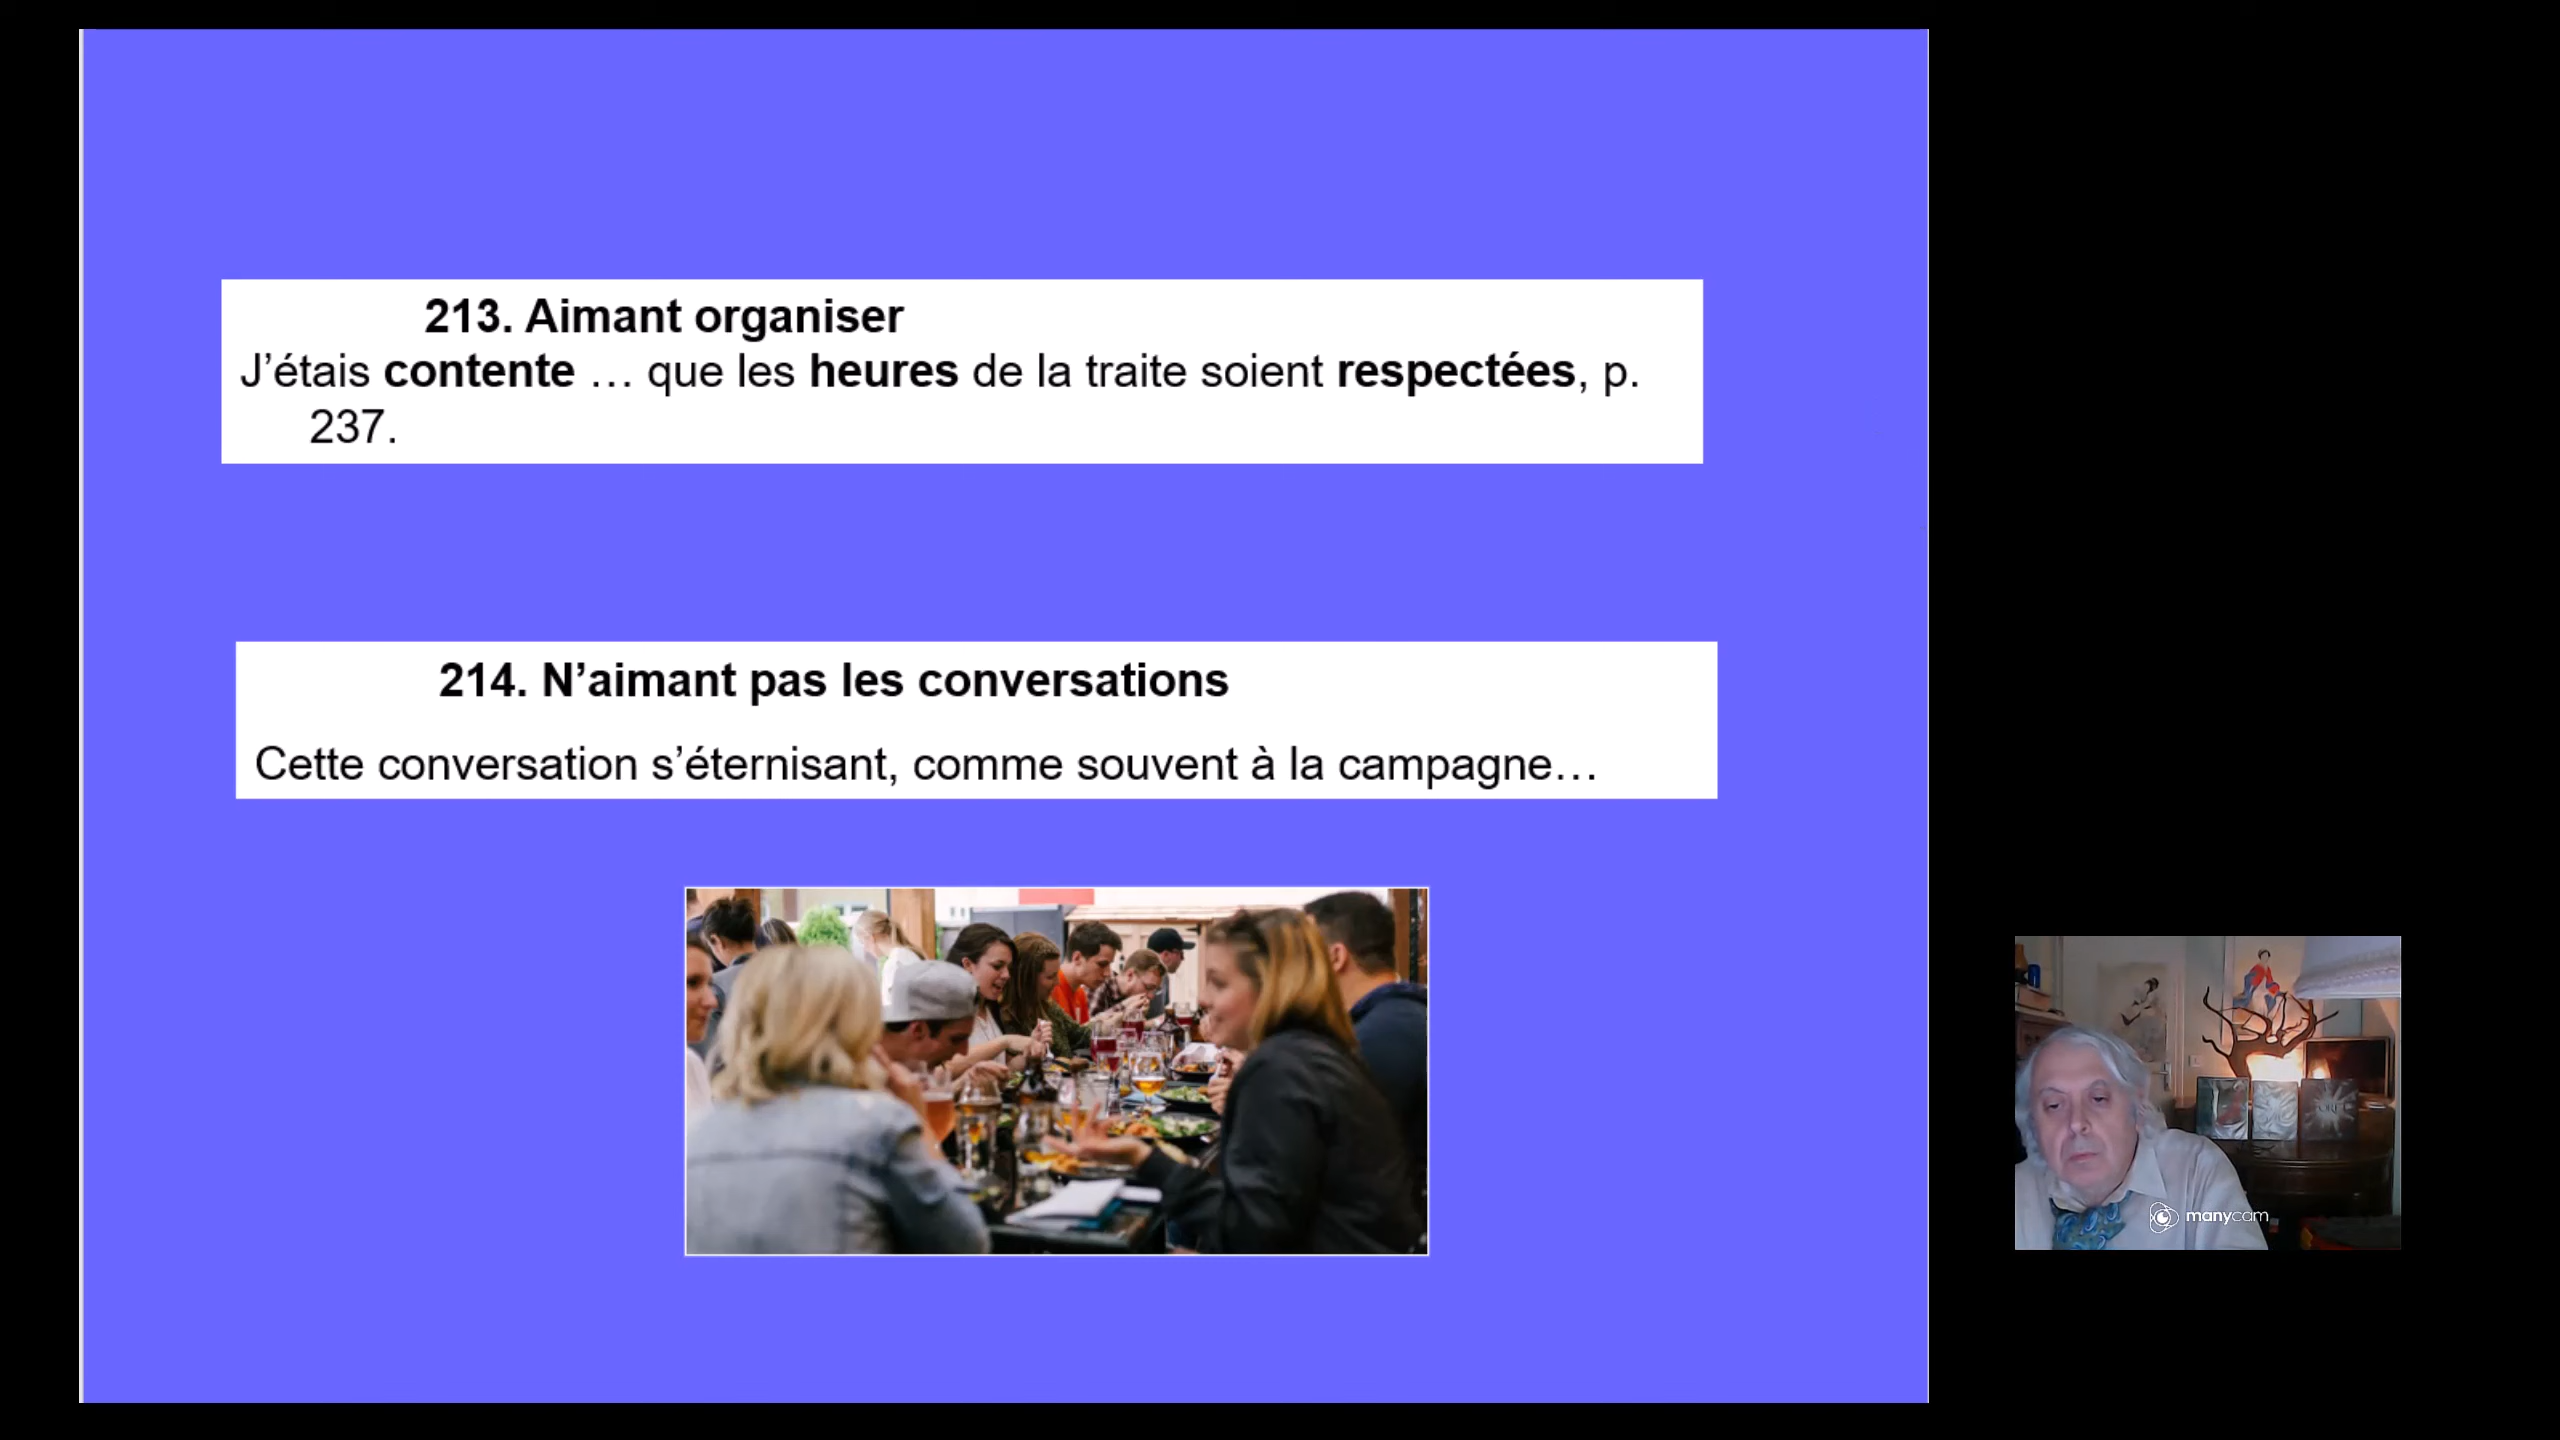 213. Aimant organiser
J’étais contente … que les heures de la traite soient respectées, p.
237.
214. N’aimant pas les conversations
Cette conversation s’éternisant, comme souvent à la campagne…
manycam